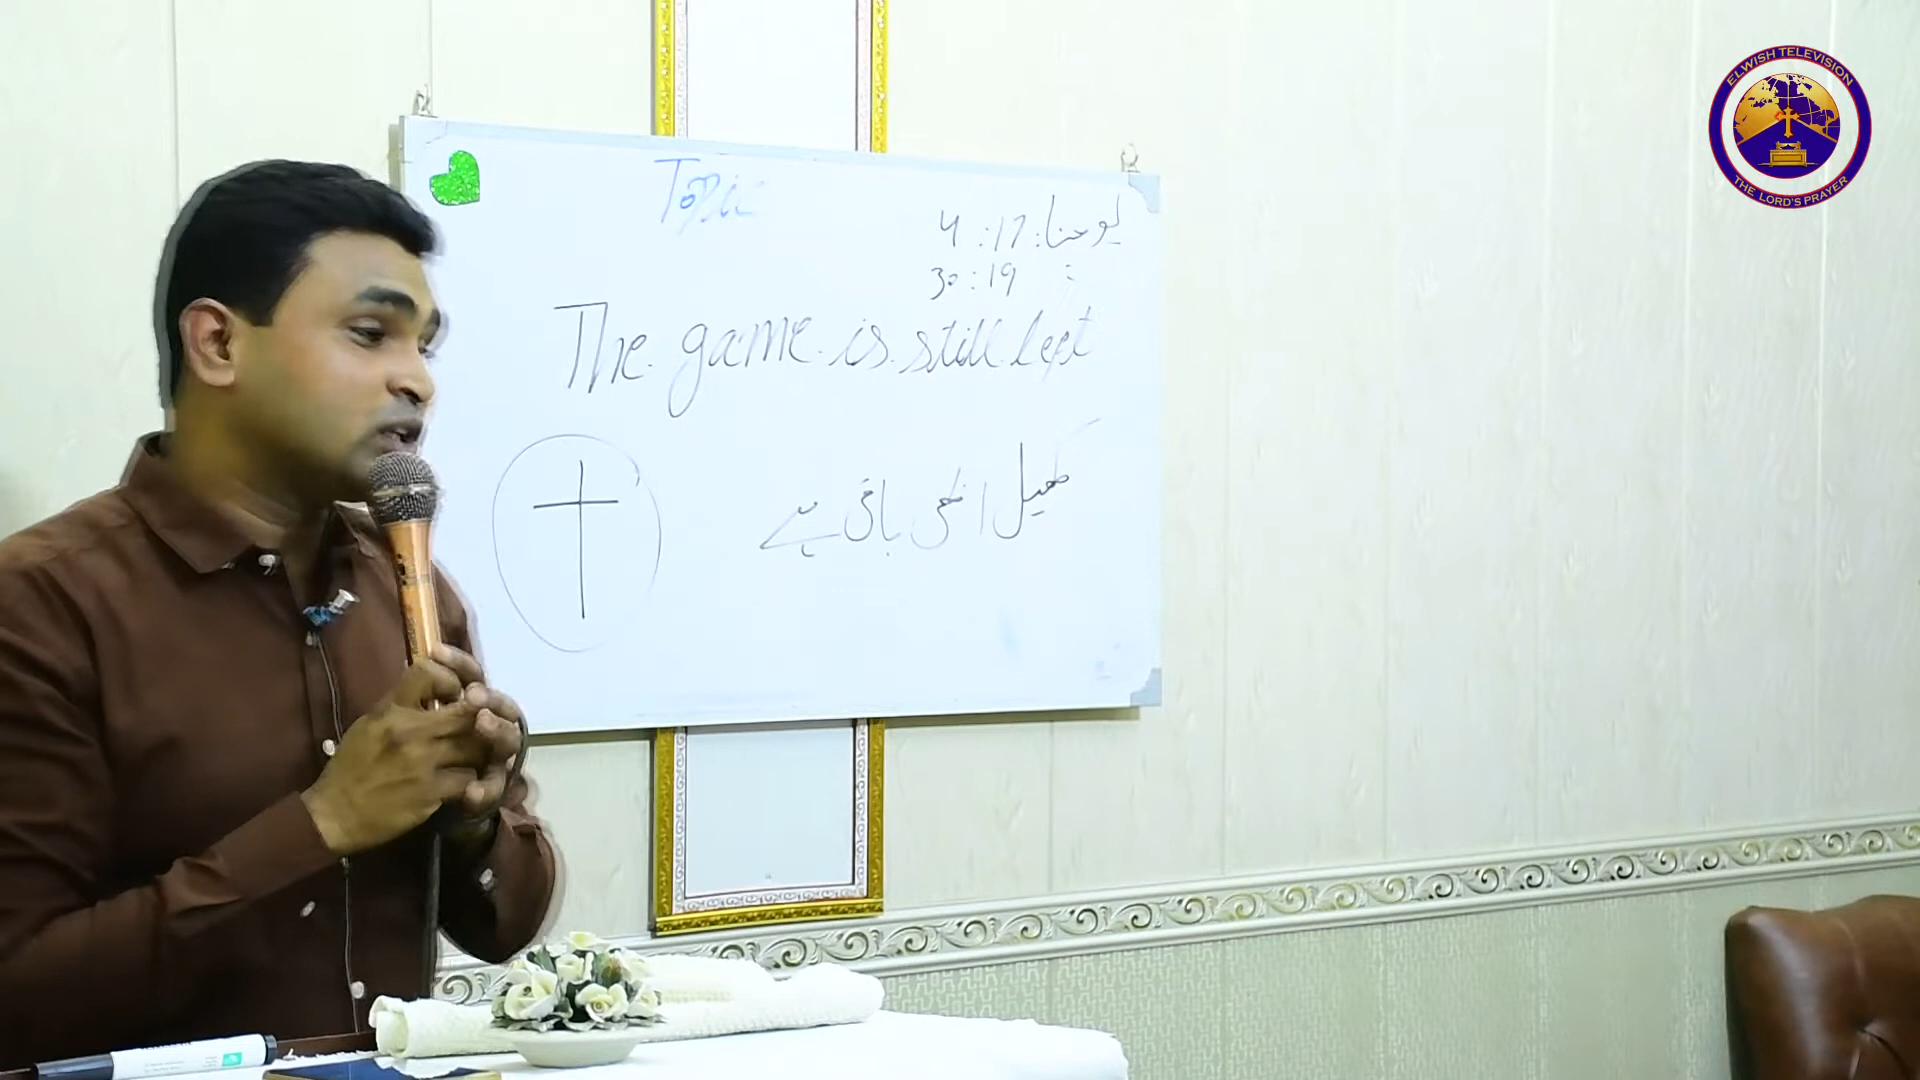 Topic
یوحنا: 17: 4
〃 19: 30
The game is still left
کھیل ابھی باقی ہے
ELWISH TELEVISION
THE LORD'S PRAYER